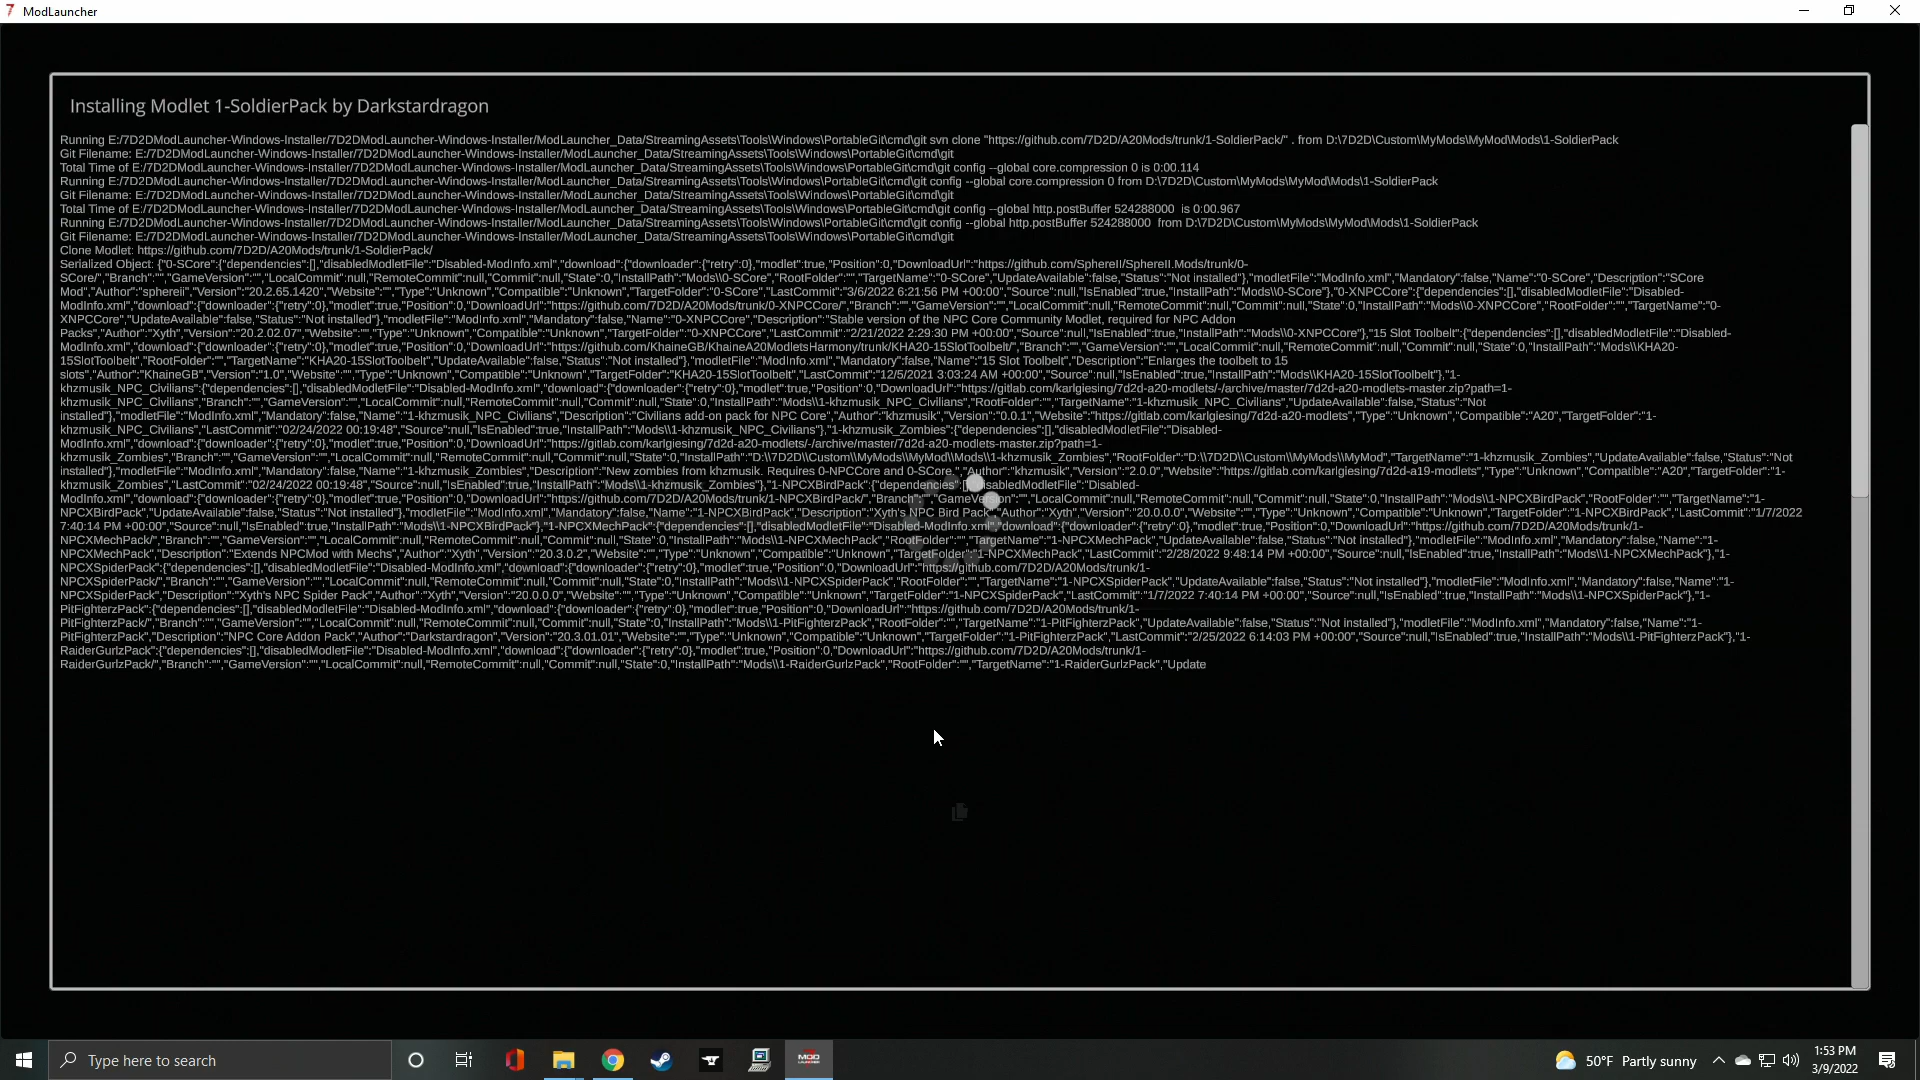 ModLauncher
Installing Modlet 1-SoldierPack by Darkstardragon
Running E:/7D2DModLauncher-Windows-Installer/7D2DModLauncher-Windows-Installer/ModLauncher_Data/StreamingAssets\Tools\Windows\PortableGit\cmd\git svn clone "https://github.com/7D2D/A20Mods/trunk/1-SoldierPack/" . from D:\7D2D\Custom\MyMods\MyMod\Mods\1-SoldierPack
Git Filename: E:/7D2DModLauncher-Windows-Installer/7D2DModLauncher-Windows-Installer/ModLauncher_Data/StreamingAssets\Tools\Windows\PortableGit\cmd\git
Total Time of E:/7D2DModLauncher-Windows-Installer/7D2DModLauncher-Windows-Installer/ModLauncher_Data/StreamingAssets\Tools\Windows\PortableGit\cmd\git config --global core.compression 0 is 0:00.114
Running E:/7D2DModLauncher-Windows-Installer/7D2DModLauncher-Windows-Installer/ModLauncher_Data/StreamingAssets\Tools\Windows\PortableGit\cmd\git config --global core.compression 0 from D:\7D2D\Custom\MyMods\MyMod\Mods\1-SoldierPack
Git Filename: E:/7D2DModLauncher-Windows-Installer/7D2DModLauncher-Windows-Installer/ModLauncher_Data/StreamingAssets\Tools\Windows\PortableGit\cmd\git
Total Time of E:/7D2DModLauncher-Windows-Installer/7D2DModLauncher-Windows-Installer/ModLauncher_Data/StreamingAssets\Tools\Windows\PortableGit\cmd\git config --global http.postBuffer 524288000  is 0:00.967
Running E:/7D2DModLauncher-Windows-Installer/7D2DModLauncher-Windows-Installer/ModLauncher_Data/StreamingAssets\Tools\Windows\PortableGit\cmd\git config --global http.postBuffer 524288000  from D:\7D2D\Custom\MyMods\MyMod\Mods\1-SoldierPack
Git Filename: E:/7D2DModLauncher-Windows-Installer/7D2DModLauncher-Windows-Installer/ModLauncher_Data/StreamingAssets\Tools\Windows\PortableGit\cmd\git
Clone Modlet: https://github.com/7D2D/A20Mods/trunk/1-SoldierPack/
Serialized Object: {"0-SCore":{"dependencies":[],"disabledModletFile":"Disabled-ModInfo.xml","download":{"downloader":{"retry":0},"modlet":true,"Position":0,"DownloadUrl":"https://github.com/SphereII/SphereII.Mods/trunk/0-
SCore/","Branch":"","GameVersion":"","LocalCommit":null,"RemoteCommit":null,"Commit":null,"State":0,"InstallPath":"Mods\\0-SCore","RootFolder":"","TargetName":"0-SCore","UpdateAvailable":false,"Status":"Not installed"},"modletFile":"ModInfo.xml","Mandatory":false,"Name":"0-SCore","Description":"SCore
Mod","Author":"sphereii","Version":"20.2.65.1420","Website":"","Type":"Unknown","Compatible":"Unknown","TargetFolder":"0-SCore","LastCommit":"3/6/2022 6:21:56 PM +00:00","Source":null,"IsEnabled":true,"InstallPath":"Mods\\0-SCore"},"0-XNPCCore":{"dependencies":[],"disabledModletFile":"Disabled-
ModInfo.xml","download":{"downloader":{"retry":0},"modlet":true,"Position":0,"DownloadUrl":"https://github.com/7D2D/A20Mods/trunk/0-XNPCCore/","Branch":"","GameVersion":"","LocalCommit":null,"RemoteCommit":null,"Commit":null,"State":0,"InstallPath":"Mods\\0-XNPCCore","RootFolder":"","TargetName":"0-
XNPCCore","UpdateAvailable":false,"Status":"Not installed"},"modletFile":"ModInfo.xml","Mandatory":false,"Name":"0-XNPCCore","Description":"Stable version of the NPC Core Community Modlet, required for NPC Addon
Packs","Author":"Xyth","Version":"20.2.02.07","Website":"","Type":"Unknown","Compatible":"Unknown","TargetFolder":"0-XNPCCore","LastCommit":"2/21/2022 2:29:30 PM +00:00","Source":null,"IsEnabled":true,"InstallPath":"Mods\\0-XNPCCore"},"15 Slot Toolbelt":{"dependencies":[],"disabledModletFile":"Disabled-
ModInfo.xml","download":{"downloader":{"retry":0},"modlet":true,"Position":0,"DownloadUrl":"https://github.com/KhaineGB/KhaineA20ModletsHarmony/trunk/KHA20-15SlotToolbelt/","Branch":"","GameVersion":"","LocalCommit":null,"RemoteCommit":null,"Commit":null,"State":0,"InstallPath":"Mods\\KHA20-
15SlotToolbelt","RootFolder":"","TargetName":"KHA20-15SlotToolbelt","UpdateAvailable":false,"Status":"Not installed"},"modletFile":"ModInfo.xml","Mandatory":false,"Name":"15 Slot Toolbelt","Description":"Enlarges the toolbelt to 15
slots","Author":"KhaineGB","Version":"1.0","Website":"","Type":"Unknown","Compatible":"Unknown","TargetFolder":"KHA20-15SlotToolbelt","LastCommit":"12/5/2021 3:03:24 AM +00:00","Source":null,"IsEnabled":true,"InstallPath":"Mods\\KHA20-15SlotToolbelt"},"1-
khzmusik_NPC_Civilians":{"dependencies":[],"disabledModletFile":"Disabled-ModInfo.xml","download":{"downloader":{"retry":0},"modlet":true,"Position":0,"DownloadUrl":"https://gitlab.com/karlgiesing/7d2d-a20-modlets/-/archive/master/7d2d-a20-modlets-master.zip?path=1-
khzmusik_NPC_Civilians","Branch":"","GameVersion":"","LocalCommit":null,"RemoteCommit":null,"Commit":null,"State":0,"InstallPath":"Mods\\1-khzmusik_NPC_Civilians","RootFolder":"","TargetName":"1-khzmusik_NPC_Civilians","UpdateAvailable":false,"Status":"Not
installed"},"modletFile":"ModInfo.xml","Mandatory":false,"Name":"1-khzmusik_NPC_Civilians","Description":"Civilians add-on pack for NPC Core","Author":"khzmusik","Version":"0.0.1","Website":"https://gitlab.com/karlgiesing/7d2d-a20-modlets","Type":"Unknown","Compatible":"A20","TargetFolder":"1-
khzmusik_NPC_Civilians","LastCommit":"02/24/2022 00:19:48","Source":null,"IsEnabled":true,"InstallPath":"Mods\\1-khzmusik_NPC_Civilians"},"1-khzmusik_Zombies":{"dependencies":[],"disabledModletFile":"Disabled-
ModInfo.xml","download":{"downloader":{"retry":0},"modlet":true,"Position":0,"DownloadUrl":"https://gitlab.com/karlgiesing/7d2d-a20-modlets/-/archive/master/7d2d-a20-modlets-master.zip?path=1-
khzmusik_Zombies","Branch":"","GameVersion":"","LocalCommit":null,"RemoteCommit":null,"Commit":null,"State":0,"InstallPath":"D:\\7D2D\\Custom\\MyMods\\MyMod\\Mods\\1-khzmusik_Zombies","RootFolder":"D:\\7D2D\\Custom\\MyMods\\MyMod","TargetName":"1-khzmusik_Zombies","UpdateAvailable":false,"Status":"Not
installed"},"modletFile":"ModInfo.xml","Mandatory":false,"Name":"1-khzmusik_Zombies","Description":"New zombies from khzmusik. Requires 0-NPCCore and 0-SCore.","Author":"khzmusik","Version":"2.0.0","Website":"https://gitlab.com/karlgiesing/7d2d-a19-modlets","Type":"Unknown","Compatible":"A20","TargetFolder":"1-
khzmusik_Zombies","LastCommit":"02/24/2022 00:19:48","Source":null,"IsEnabled":true,"InstallPath":"Mods\\1-khzmusik_Zombies"},"1-NPCXBirdPack":{"dependencies":[],"disabledModletFile":"Disabled-
ModInfo.xml","download":{"downloader":{"retry":0},"modlet":true,"Position":0,"DownloadUrl":"https://github.com/7D2D/A20Mods/trunk/1-NPCXBirdPack/","Branch":"","GameVersion":"","LocalCommit":null,"RemoteCommit":null,"Commit":null,"State":0,"InstallPath":"Mods\\1-NPCXBirdPack","RootFolder":"","TargetName":"1-
NPCXBirdPack","UpdateAvailable":false,"Status":"Not installed"},"modletFile":"ModInfo.xml","Mandatory":false,"Name":"1-NPCXBirdPack","Description":"Xyth's NPC Bird Pack","Author":"Xyth","Version":"20.0.0.0","Website":"","Type":"Unknown","Compatible":"Unknown","TargetFolder":"1-NPCXBirdPack","LastCommit":"1/7/2022
7:40:14 PM +00:00","Source":null,"IsEnabled":true,"InstallPath":"Mods\\1-NPCXBirdPack"},"1-NPCXMechPack":{"dependencies":[],"disabledModletFile":"Disabled-ModInfo.xml","download":{"downloader":{"retry":0},"modlet":true,"Position":0,"DownloadUrl":"https://github.com/7D2D/A20Mods/trunk/1-
NPCXMechPack/","Branch":"","GameVersion":"","LocalCommit":null,"RemoteCommit":null,"Commit":null,"State":0,"InstallPath":"Mods\\1-NPCXMechPack","RootFolder":"","TargetName":"1-NPCXMechPack","UpdateAvailable":false,"Status":"Not installed"},"modletFile":"ModInfo.xml","Mandatory":false,"Name":"1-
NPCXMechPack","Description":"Extends NPCMod with Mechs","Author":"Xyth","Version":"20.3.0.2","Website":"","Type":"Unknown","Compatible":"Unknown","TargetFolder":"1-NPCXMechPack","LastCommit":"2/28/2022 9:48:14 PM +00:00","Source":null,"IsEnabled":true,"InstallPath":"Mods\\1-NPCXMechPack"},"1-
NPCXSpiderPack":{"dependencies":[],"disabledModletFile":"Disabled-ModInfo.xml","download":{"downloader":{"retry":0},"modlet":true,"Position":0,"DownloadUrl":"https://github.com/7D2D/A20Mods/trunk/1-
NPCXSpiderPack/","Branch":"","GameVersion":"","LocalCommit":null,"RemoteCommit":null,"Commit":null,"State":0,"InstallPath":"Mods\\1-NPCXSpiderPack","RootFolder":"","TargetName":"1-NPCXSpiderPack","UpdateAvailable":false,"Status":"Not installed"},"modletFile":"ModInfo.xml","Mandatory":false,"Name":"1-
NPCXSpiderPack","Description":"Xyth's NPC Spider Pack","Author":"Xyth","Version":"20.0.0.0","Website":"","Type":"Unknown","Compatible":"Unknown","TargetFolder":"1-NPCXSpiderPack","LastCommit":"1/7/2022 7:40:14 PM +00:00","Source":null,"IsEnabled":true,"InstallPath":"Mods\\1-NPCXSpiderPack"},"1-
PitFighterzPack":{"dependencies":[],"disabledModletFile":"Disabled-ModInfo.xml","download":{"downloader":{"retry":0},"modlet":true,"Position":0,"DownloadUrl":"https://github.com/7D2D/A20Mods/trunk/1-
PitFighterzPack/","Branch":"","GameVersion":"","LocalCommit":null,"RemoteCommit":null,"Commit":null,"State":0,"InstallPath":"Mods\\1-PitFighterzPack","RootFolder":"","TargetName":"1-PitFighterzPack","UpdateAvailable":false,"Status":"Not installed"},"modletFile":"ModInfo.xml","Mandatory":false,"Name":"1-
PitFighterzPack","Description":"NPC Core Addon Pack","Author":"Darkstardragon","Version":"20.3.01.01","Website":"","Type":"Unknown","Compatible":"Unknown","TargetFolder":"1-PitFighterzPack","LastCommit":"2/25/2022 6:14:03 PM +00:00","Source":null,"IsEnabled":true,"InstallPath":"Mods\\1-PitFighterzPack"},"1-
RaiderGurlzPack":{"dependencies":[],"disabledModletFile":"Disabled-ModInfo.xml","download":{"downloader":{"retry":0},"modlet":true,"Position":0,"DownloadUrl":"https://github.com/7D2D/A20Mods/trunk/1-
RaiderGurlzPack/","Branch":"","GameVersion":"","LocalCommit":null,"RemoteCommit":null,"Commit":null,"State":0,"InstallPath":"Mods\\1-RaiderGurlzPack","RootFolder":"","TargetName":"1-RaiderGurlzPack","Update
Type here to search
MOD
50°F Partly sunny
1:53 PM
3/9/2022